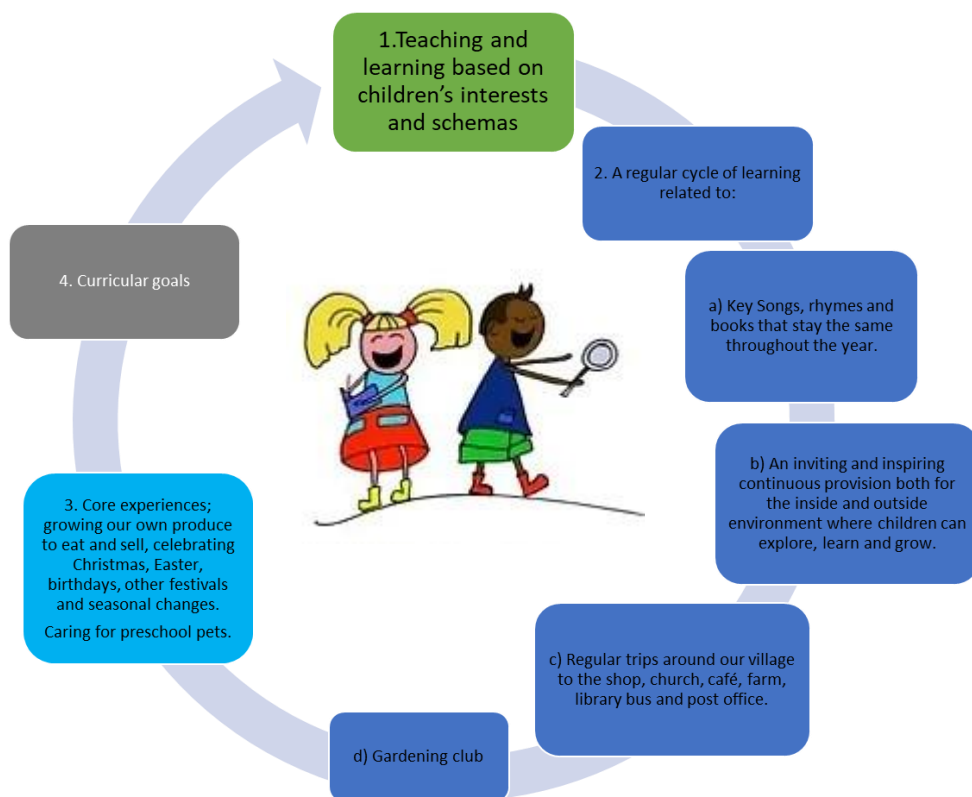 1.Teaching and
learning based on
children’s interests
and schemas
2. A regular cycle of learning
related to:
a) Key Songs, rhymes and
books that stay the same
throughout the year.
b) An inviting and inspiring
continuous provision both for
the inside and outside
environment where children can
explore, learn and grow.
c) Regular trips around our village
to the shop, church, café, farm,
library bus and post office.
d) Gardening club
3. Core experiences;
growing our own produce
to eat and sell, celebrating
Christmas, Easter,
birthdays, other festivals
and seasonal changes.
Caring for preschool pets.
4. Curricular goals